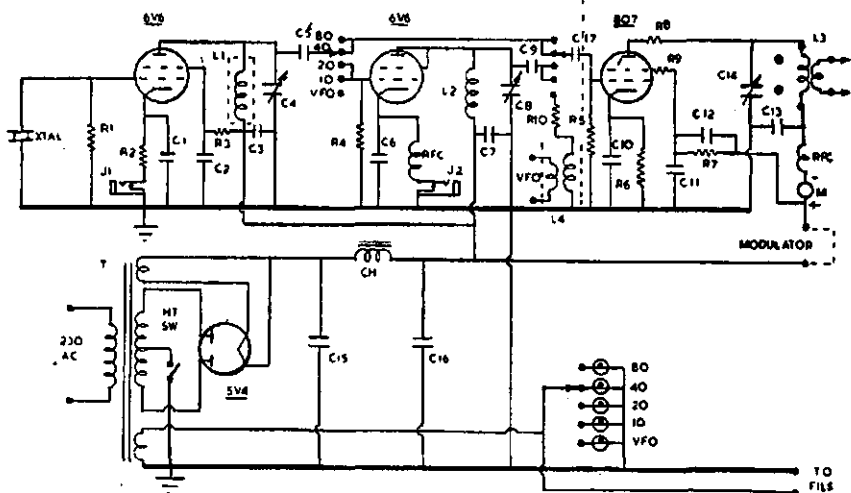 6V6
6V6
807
R8
L3
C5
80
40
20
10
VFO
L1
C4
C9
C17
R9
C14
L2
C8
XTAL
R1
R2
C1
R3
C2
C3
R4
C6
RFC
C7
R10
R5
C10
R6
C12
R7
C11
C13
RFC
J1
J2
VFO
L4
M
MODULATOR
T
CH
HT
SW
230
AC
5V4
C15
C16
80
40
20
10
VFO
TO
FILS